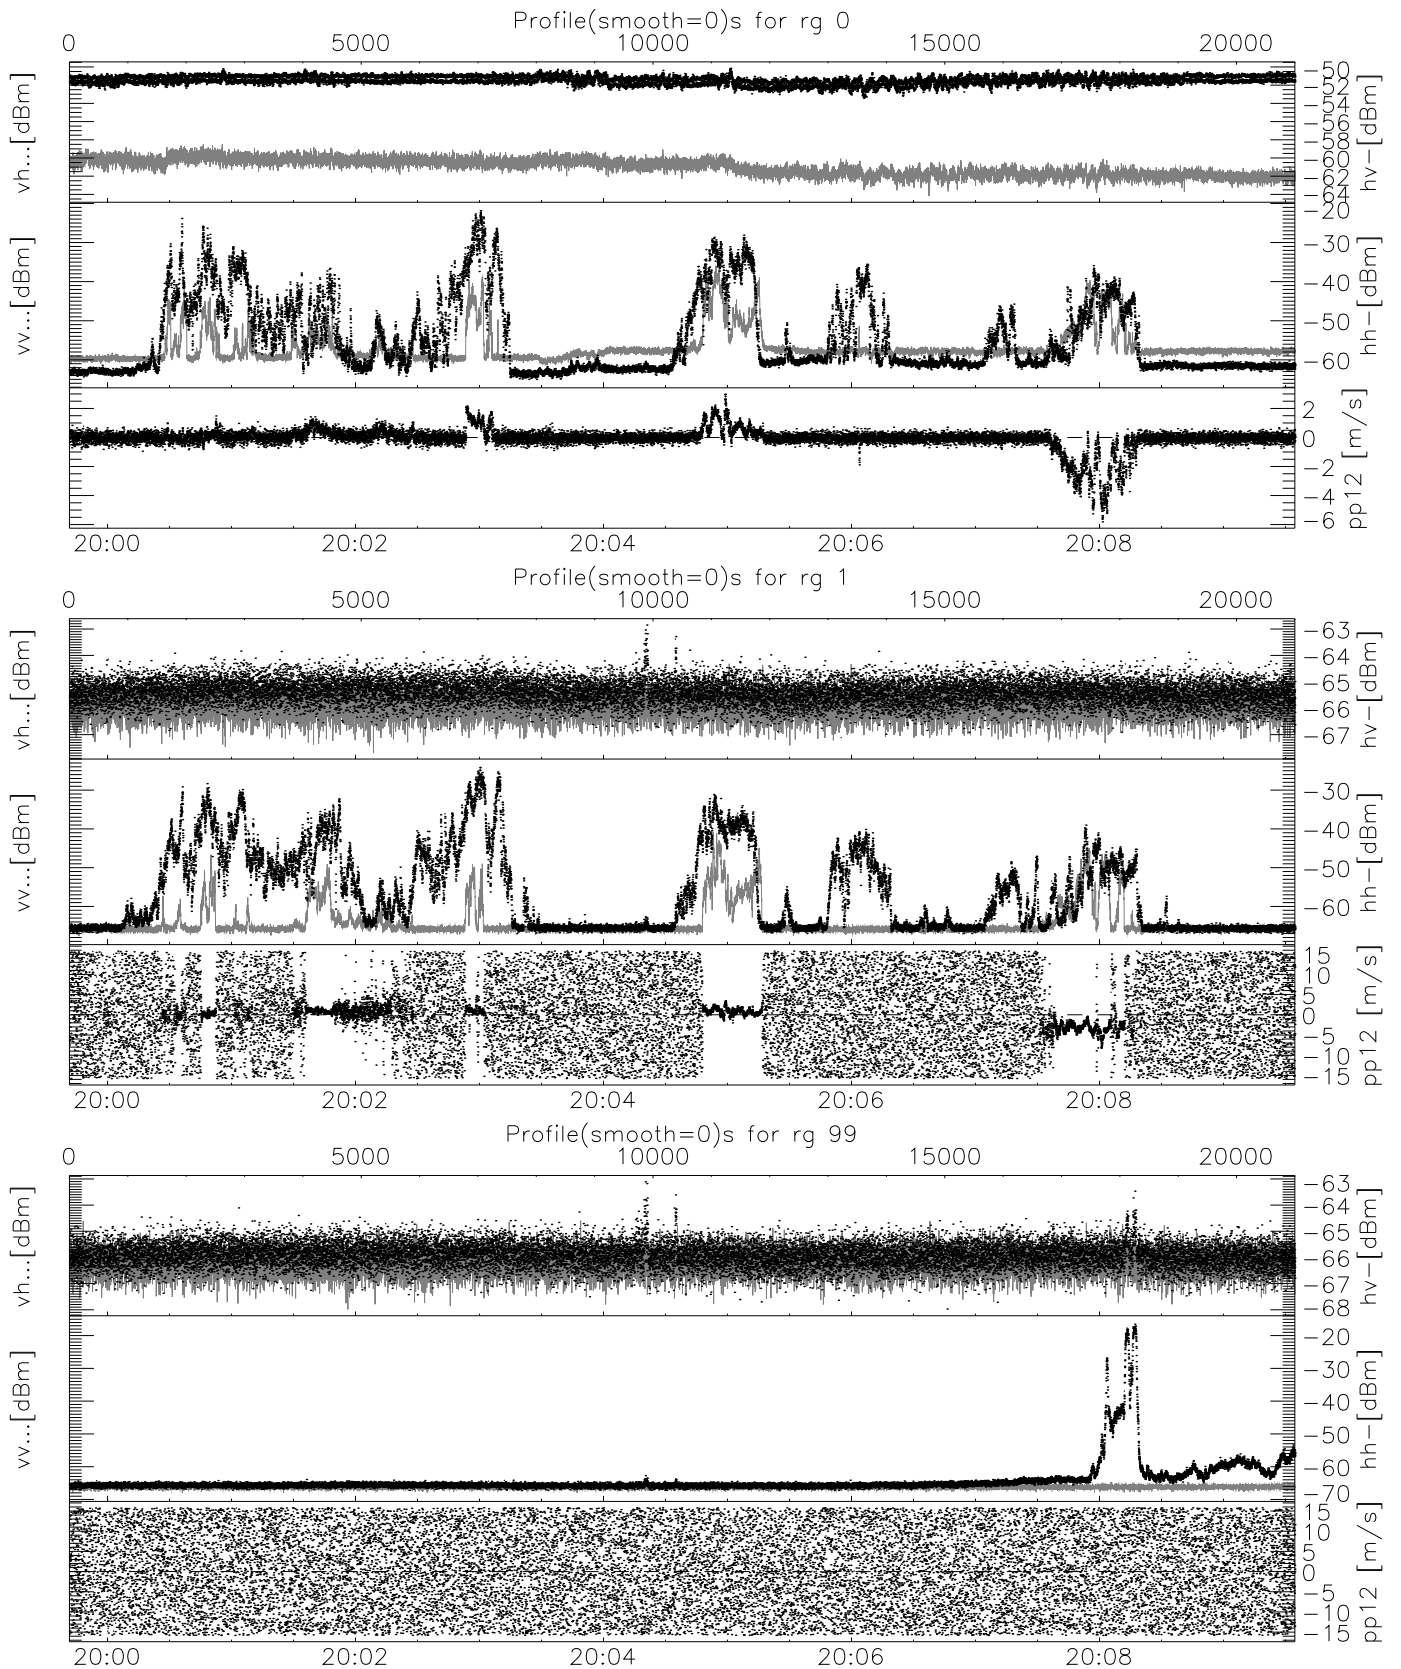 Profile(smooth=0)s for rg 0
0 5000 10000 15000 20000
vh...[dBm]
-50
-52
-54
-56
-58
-60
-62
-64
hv-[dBm]
vv...[dBm]
-20
-30
-40
-50
-60
hh-[dBm]
2
0
-2
-4
-6
pp12 [m/s]
20:00 20:02 20:04 20:06 20:08
Profile(smooth=0)s for rg 1
0 5000 10000 15000 20000
vh...[dBm]
-63
-64
-65
-66
-67
hv-[dBm]
vv...[dBm]
-30
-40
-50
-60
hh-[dBm]
15
10
5
0
-5
-10
-15
pp12 [m/s]
20:00 20:02 20:04 20:06 20:08
Profile(smooth=0)s for rg 99
0 5000 10000 15000 20000
vh...[dBm]
-63
-64
-65
-66
-67
-68
hv-[dBm]
vv...[dBm]
-20
-30
-40
-50
-60
-70
hh-[dBm]
15
10
5
0
-5
-10
-15
pp12 [m/s]
20:00 20:02 20:04 20:06 20:08